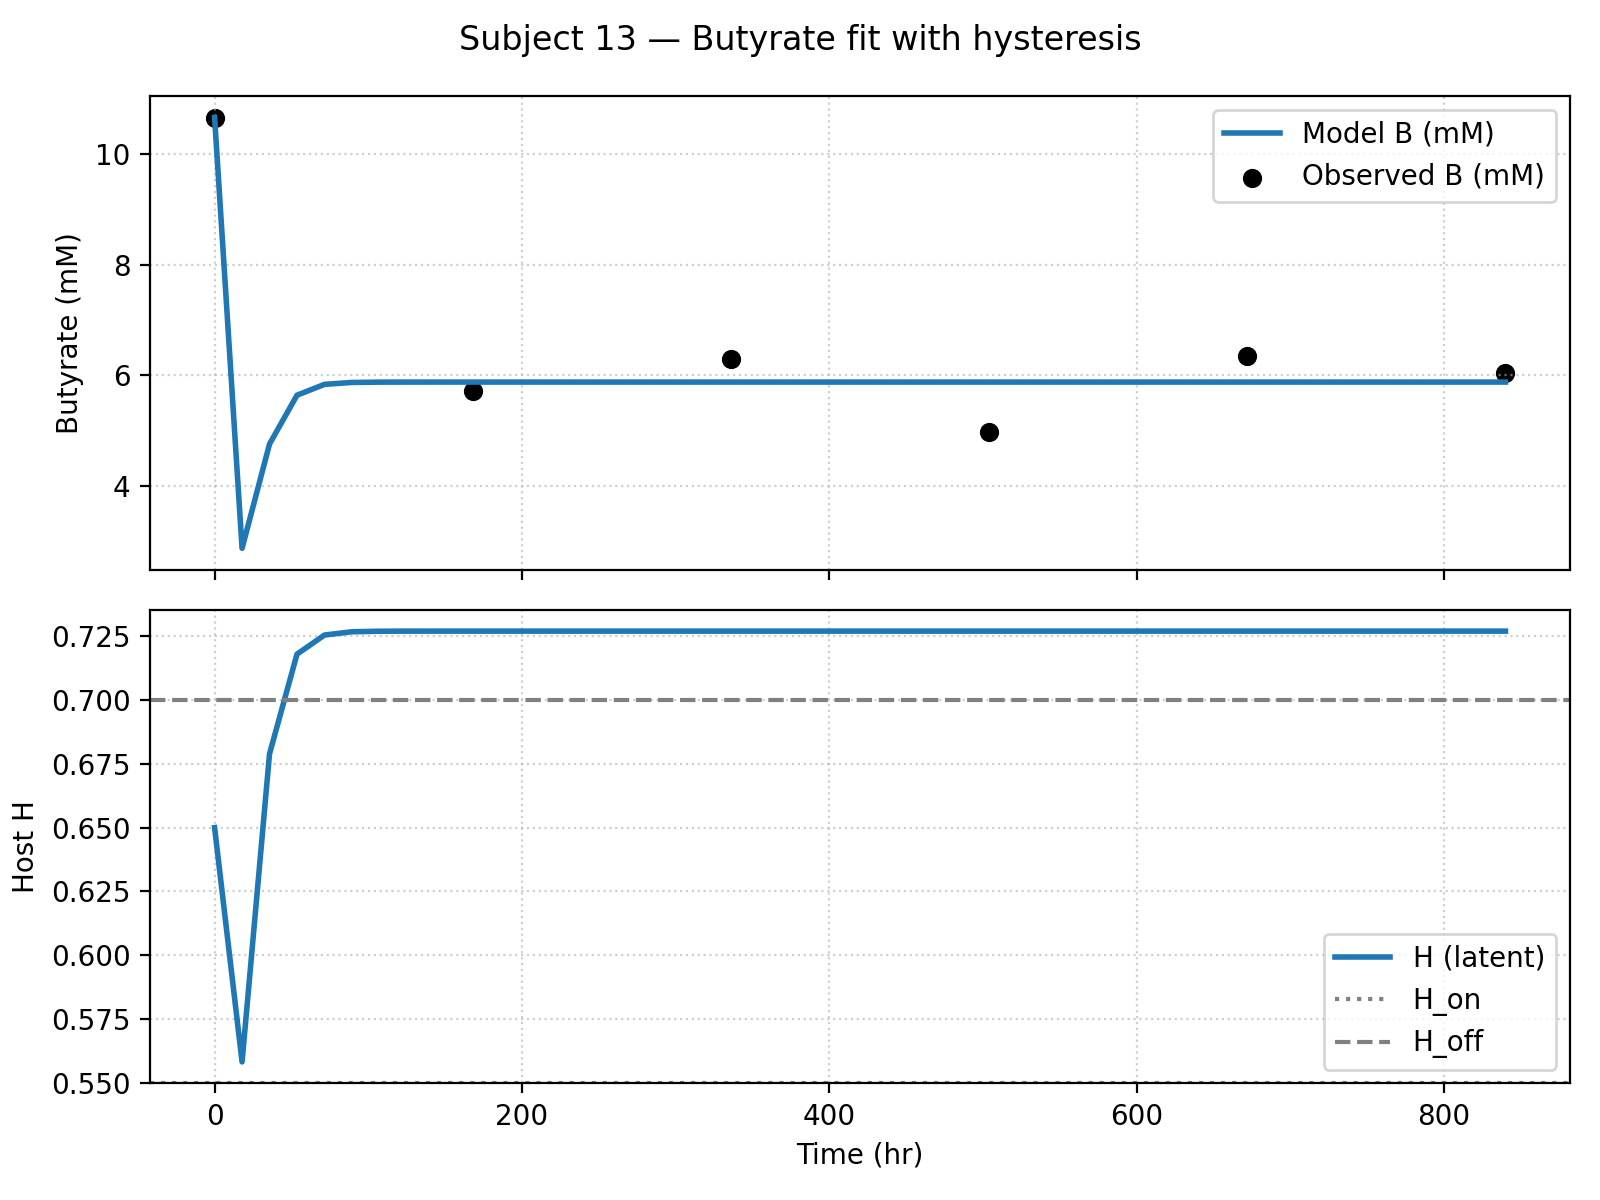 Subject 13 — Butyrate fit with hysteresis
Butyrate (mM)
10
8
6
4
Model B (mM)
Observed B (mM)
Host H
0.725
0.700
0.675
0.650
0.625
0.600
0.575
0.550
H (latent)
H_on
H_off
0 200 400 600 800
Time (hr)